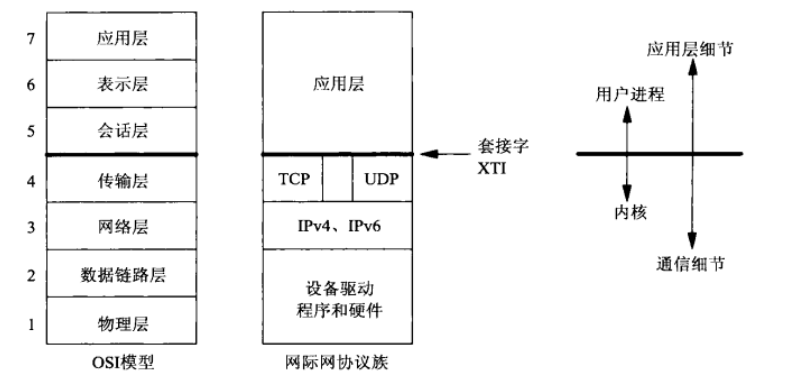 7
应用层
6
表示层
5
会话层
4
传输层
3
网络层
2
数据链路层
1
物理层
OSI模型
应用层
TCP
UDP
IPv4、IPv6
设备驱动
程序和硬件
网际网协议族
套接字
XTI
应用层细节
用户进程
内核
通信细节